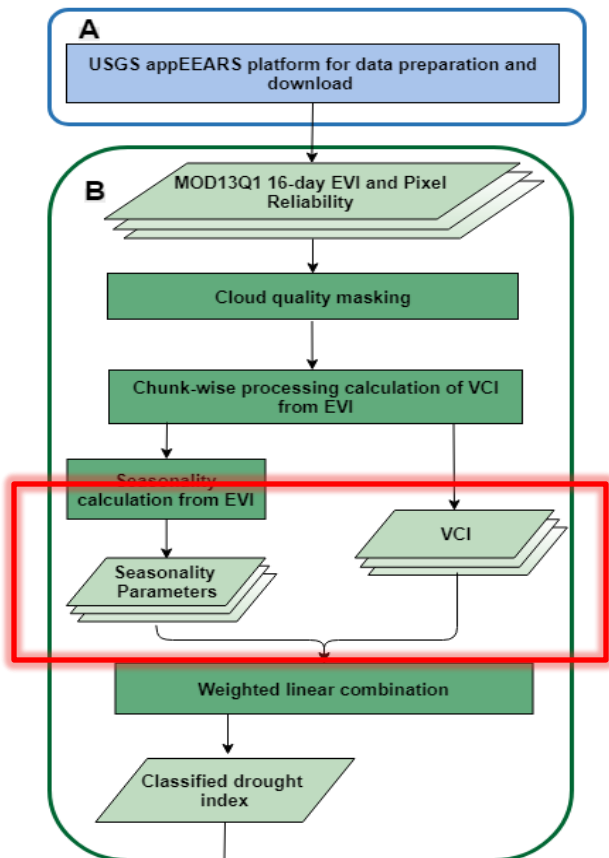 A
USGS appEEARS platform for data preparation and
download
B
MOD13Q1 16-day EVI and Pixel
Reliability
Cloud quality masking
Chunk-wise processing calculation of VCI
from EVI
Seasonality
calculation from EVI
VCI
Seasonality
Parameters
Weighted linear combination
Classified drought
index